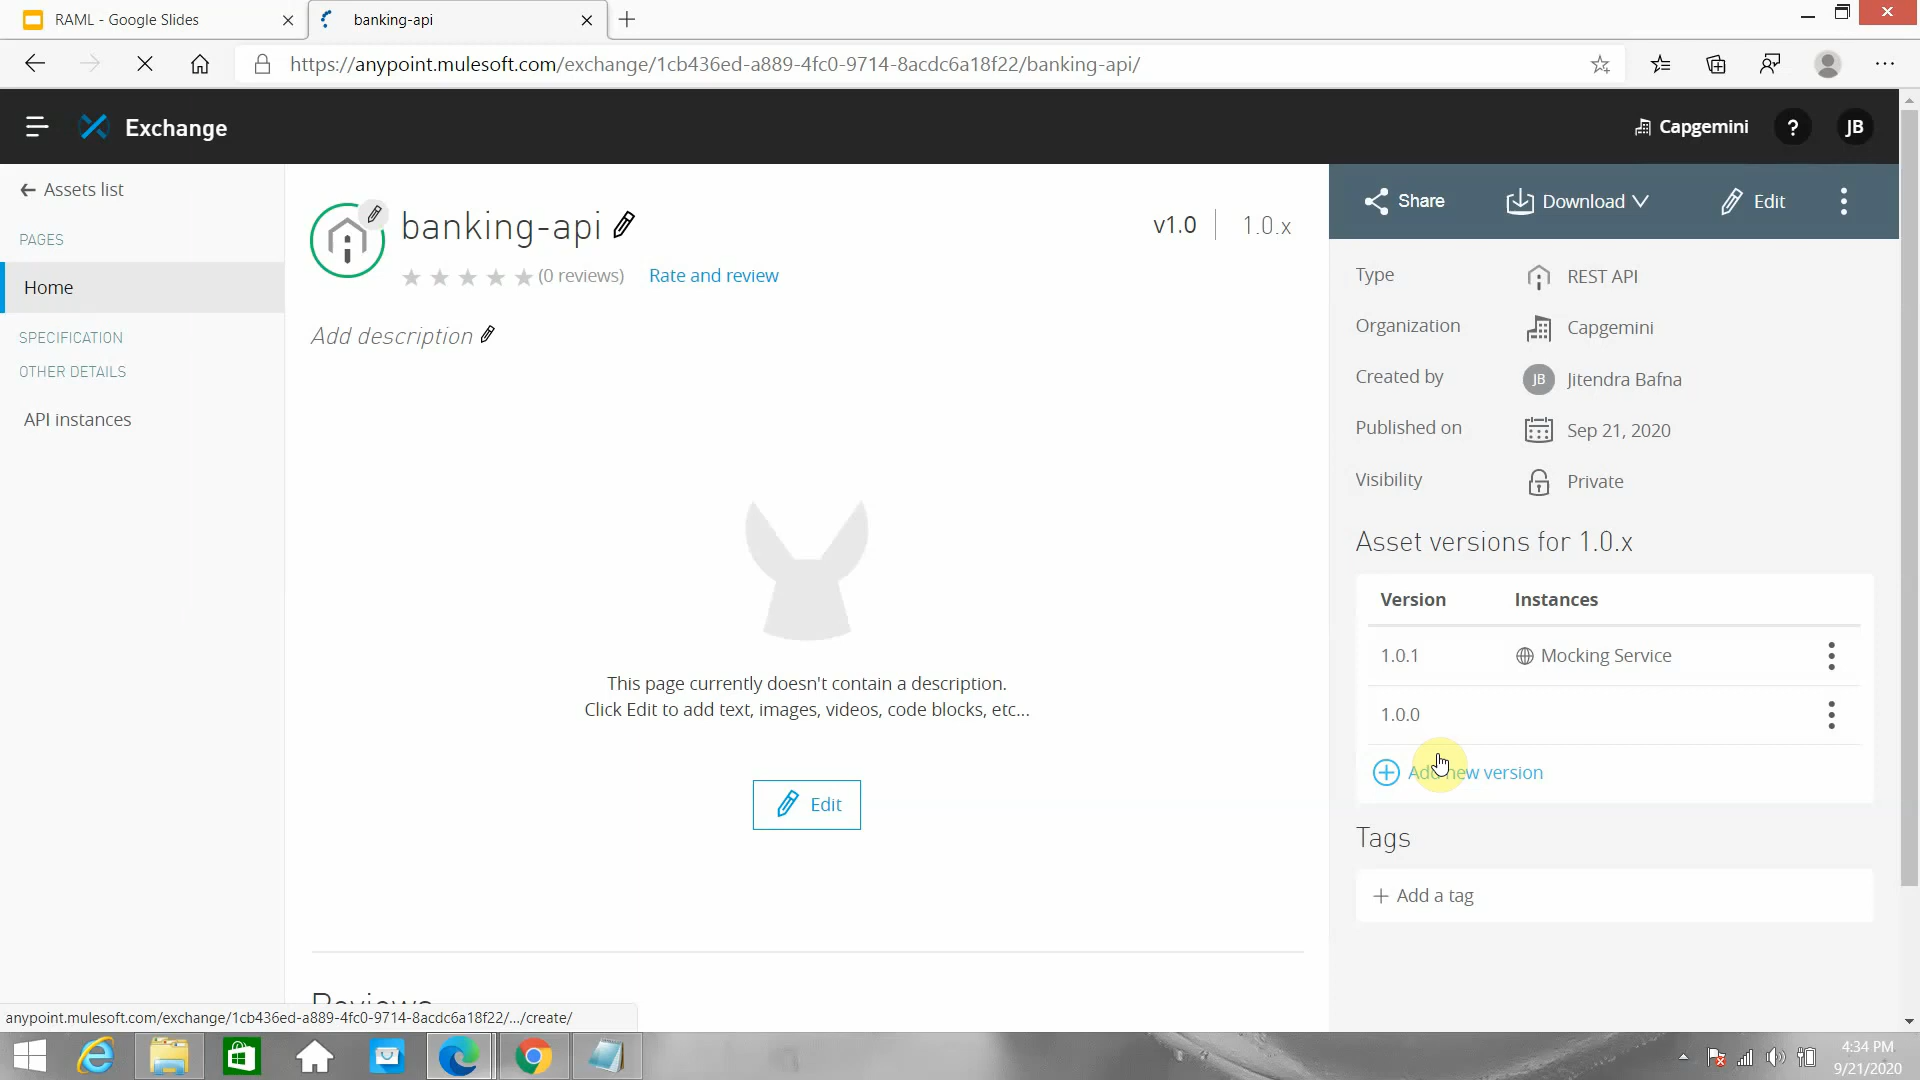 RAML - Google Slides
banking-api
https://anypoint.mulesoft.com/exchange/1cb436ed-a889-4fc0-9714-8acdc6a18f22/banking-api/
Exchange
Capgemini
?
JB
Assets list
PAGES
Home
SPECIFICATION
OTHER DETAILS
API instances
banking-api
(0 reviews)
Rate and review
v1.0
1.0.x
Add description
This page currently doesn't contain a description.
Click Edit to add text, images, videos, code blocks, etc...
Edit
Reviews
Share
Download
Edit
Type
REST API
Organization
Capgemini
Created by
JB
Jitendra Bafna
Published on
Sep 21, 2020
Visibility
Private
Asset versions for 1.0.x
Version
Instances
1.0.1
Mocking Service
1.0.0
Add new version
Tags
+ Add a tag
anypoint.mulesoft.com/exchange/1cb436ed-a889-4fc0-9714-8acdc6a18f22/.../create/
4:34 PM
9/21/2020